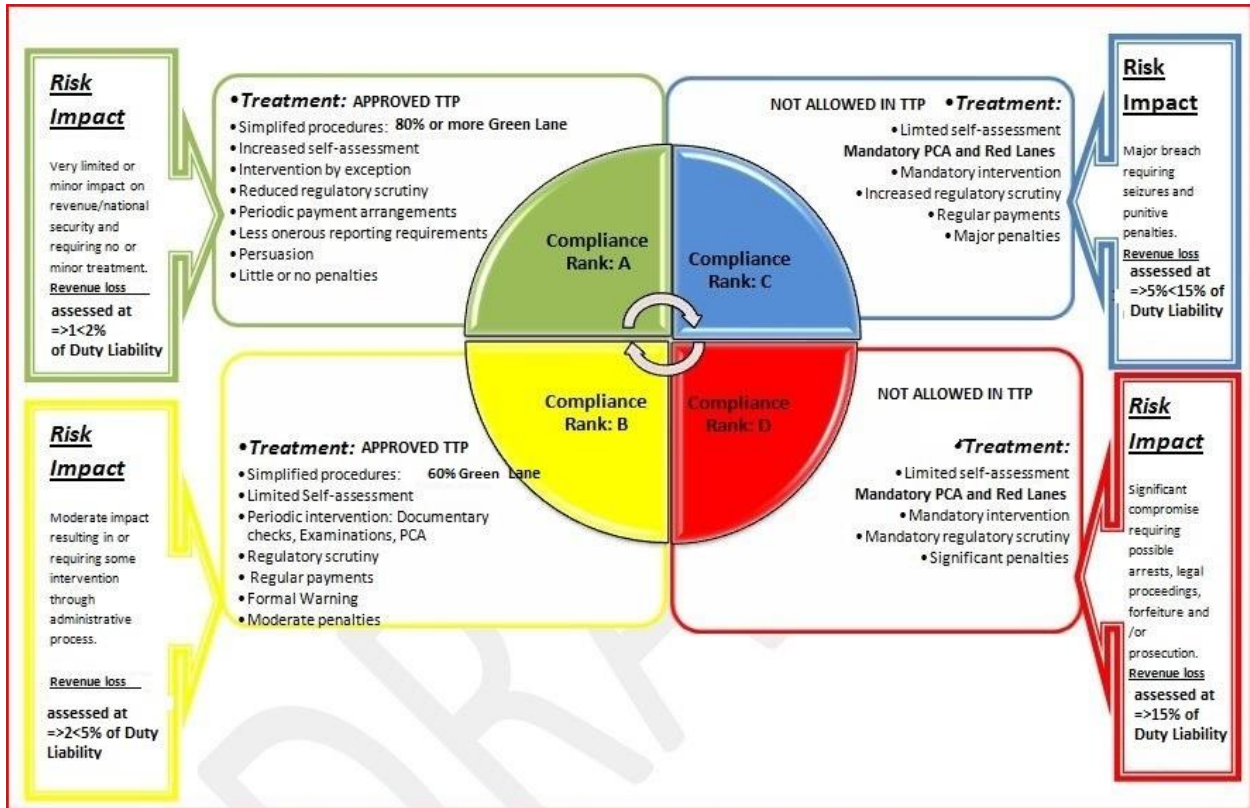 Risk
Impact
Very limited or
minor impact on
revenue/national
security and
requiring no or
minor treatment.
Revenue loss
assessed at
=>1<2%
of Duty Liability
•Treatment: APPROVED TTP
•Simplifed procedures: 80% or more Green Lane
•Increased self-assessment
•Intervention by exception
•Reduced regulatory scrutiny
•Periodic payment arrangements
•Less onerous reporting requirements
•Persuasion
•Little or no penalties
Compliance
Rank: A
Compliance
Rank: C
NOT ALLOWED IN TTP •Treatment:
•Limted self-assessment
Mandatory PCA and Red Lanes
•Mandatory intervention
•Increased regulatory scrutiny
•Regular payments
•Major penalties
Risk
Impact
Major breach
requiring
seizures and
punitive
penalties.
Revenue loss
assessed at
=>5%<15% of
Duty Liability
Risk
Impact
Moderate impact
resulting in or
requiring some
intervention
through
administrative
process.
Revenue loss
assessed at
=>2<5% of Duty
Liability
•Treatment: APPROVED TTP
•Simplified procedures: 60% Green Lane
•Limited Self-assessment
•Periodic intervention: Documentary
checks, Examinations, PCA
•Regulatory scrutiny
•Regular payments
•Formal Warning
•Moderate penalties
Compliance
Rank: B
Compliance
Rank: D
NOT ALLOWED IN TTP
•Treatment:
•Limited self-assessment
Mandatory PCA and Red Lanes
•Mandatory intervention
•Mandatory regulatory scrutiny
•Significant penalties
Risk
Impact
Significant
compromise
requiring
possible
arrests, legal
proceedings,
forfeiture and
/or
prosecution.
Revenue loss
assessed at
=>15% of
Duty Liability